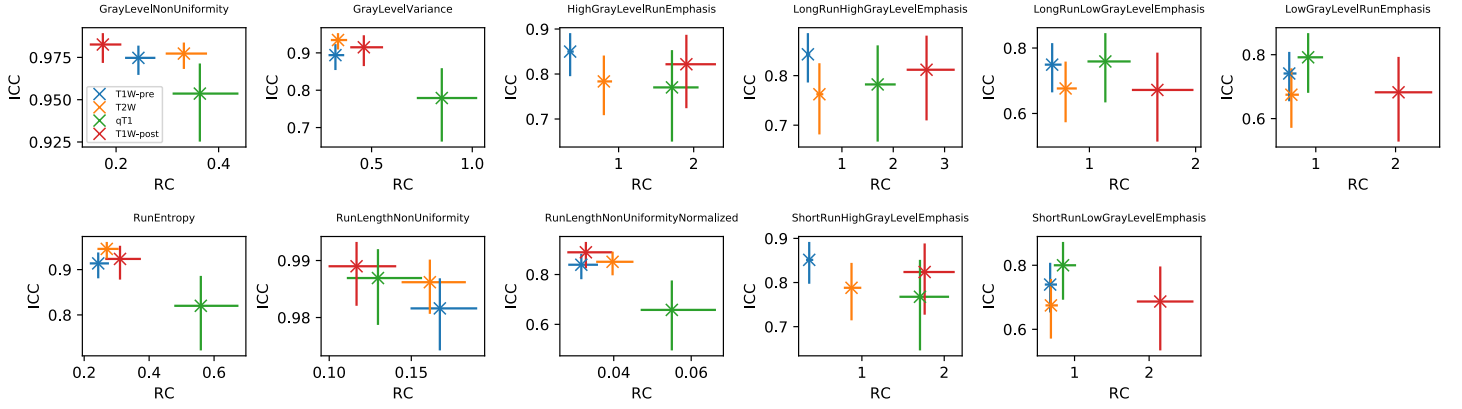 GrayLevelNonUniformity
ICC
0.975
0.950
0.925
0.2
0.4
RC
T1W-pre
T2W
qT1
T1W-post
GrayLevelVariance
ICC
0.9
0.8
0.7
0.5
1.0
RC
HighGrayLevelRunEmphasis
ICC
0.9
0.8
0.7
1
2
RC
LongRunHighGrayLevelEmphasis
ICC
0.8
0.7
1
2
3
RC
LongRunLowGrayLevelEmphasis
ICC
0.8
0.6
1
2
RC
LowGrayLevelRunEmphasis
ICC
0.8
0.6
1
2
RC
RunEntropy
ICC
0.9
0.8
0.2
0.4
0.6
RC
RunLengthNonUniformity
ICC
0.99
0.98
0.10
0.15
RC
RunLengthNonUniformityNormalized
ICC
0.8
0.6
0.04
0.06
RC
ShortRunHighGrayLevelEmphasis
ICC
0.9
0.8
0.7
1
2
RC
ShortRunLowGrayLevelEmphasis
ICC
0.8
0.6
1
2
RC